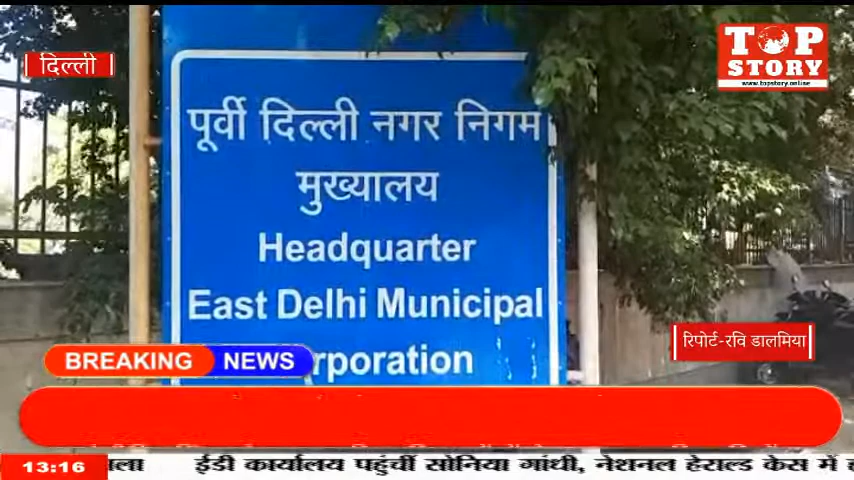 दिल्ली
TOP
STORY
www.topstory.online
पूर्वी दिल्ली नगर निगम
मुख्यालय
Headquarter
East Delhi Municipal
रिपोर्ट-रवि डालमिया
BREAKING NEWS
13:16 ईडी कार्यालय पहुंचीं सोनिया गांधी, नेशनल हेराल्ड केस में